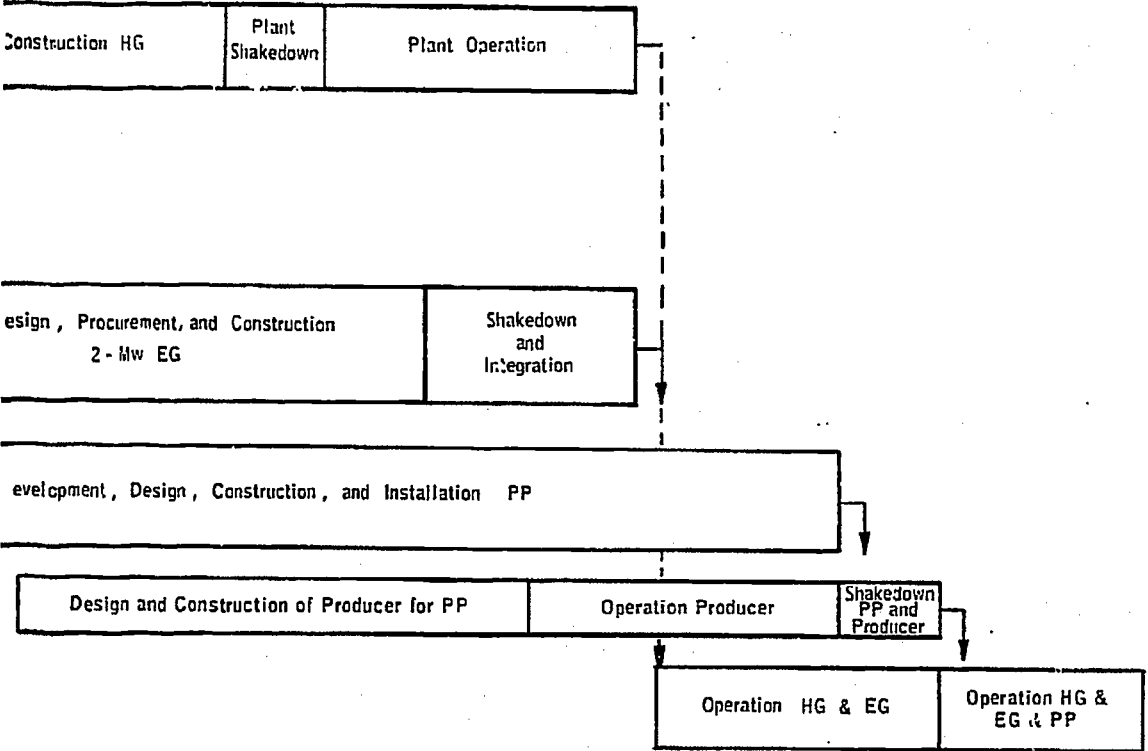 Construction HG
Plant
Shakedown
Plant Operation
esign, Procurement, and Construction
2 - Mw EG
Shakedown
and
Integration
evelopment, Design, Construction, and Installation PP
Design and Construction of Producer for PP
Operation Producer
Shakedown
PP and
Producer
Operation HG & EG
Operation HG &
EG & PP